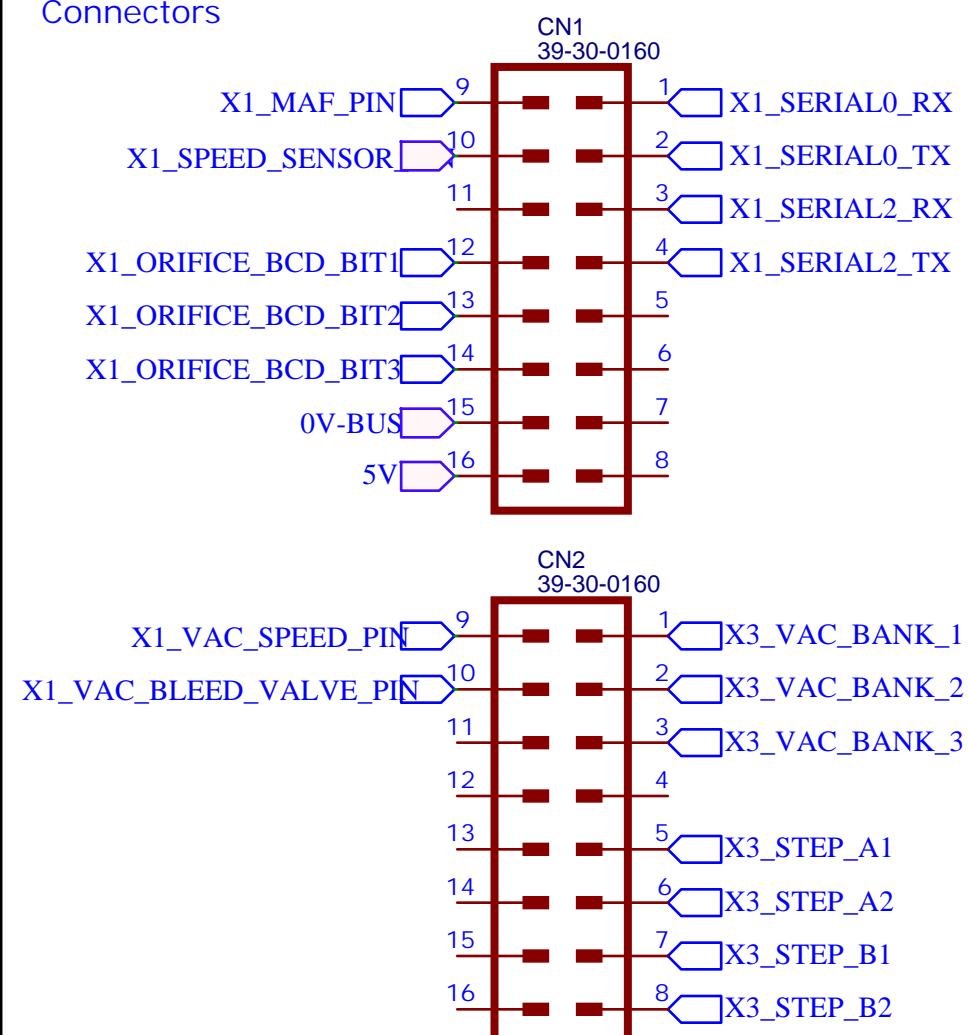 Connectors
CN1
39-30-0160
X1_MAF_PIN 9 1 X1_SERIAL0_RX
X1_SPEED_SENSOR_ 10 2 X1_SERIAL0_TX
11 3 X1_SERIAL2_RX
X1_ORIFICE_BCD_BIT1 12 4 X1_SERIAL2_TX
X1_ORIFICE_BCD_BIT2 13 5
X1_ORIFICE_BCD_BIT3 14 6
0V-BUS 15 7
5V 16 8
CN2
39-30-0160
X1_VAC_SPEED_PIN 9 1 X3_VAC_BANK_1
X1_VAC_BLEED_VALVE_PIN 10 2 X3_VAC_BANK_2
11 3 X3_VAC_BANK_3
12 4
13 5 X3_STEP_A1
14 6 X3_STEP_A2
15 7 X3_STEP_B1
16 8 X3_STEP_B2